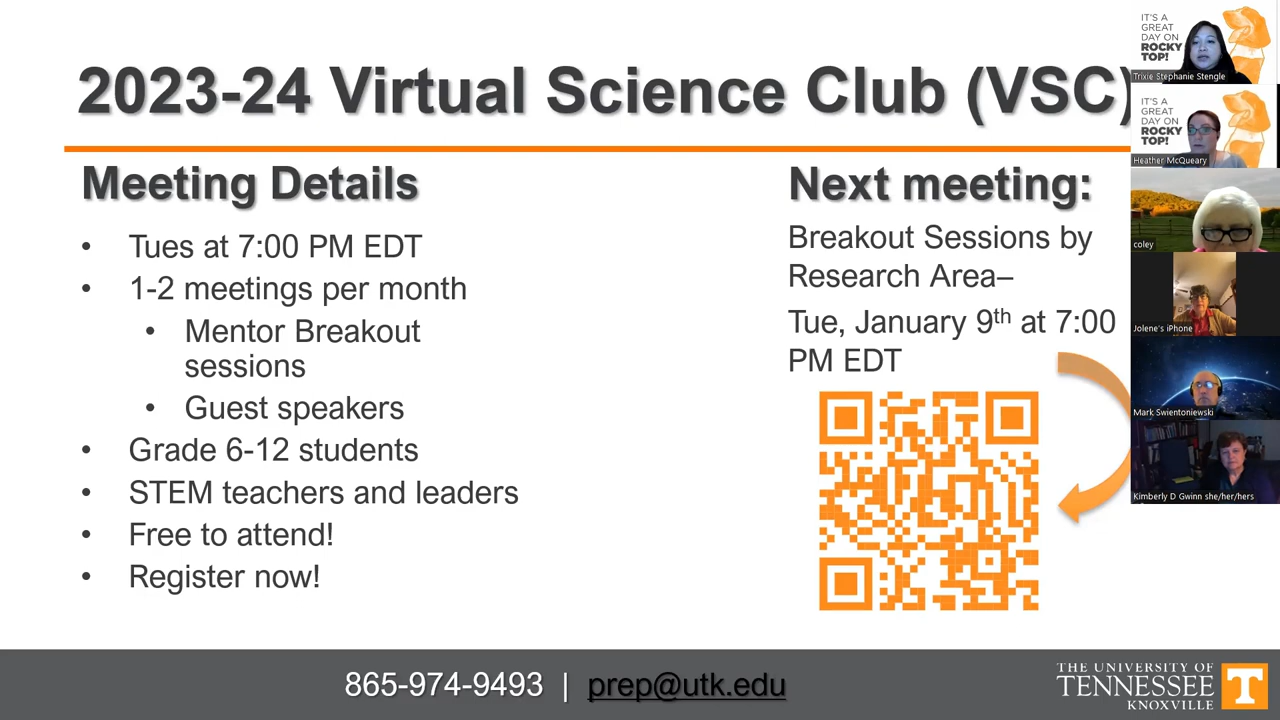 2023-24 Virtual Science Club (VSC)
Meeting Details
• Tues at 7:00 PM EDT
• 1-2 meetings per month
• Mentor Breakout
sessions
• Guest speakers
• Grade 6-12 students
• STEM teachers and leaders
• Free to attend!
• Register now!
Next meeting:
Breakout Sessions by
Research Area–
Tue, January 9th at 7:00
PM EDT
865-974-9493 | prep@utk.edu
THE UNIVERSITY OF
TENNESSEE
KNOXVILLE
T
IT'S A
GREAT
DAY ON
ROCKY
TOP!
Trixie Stephanie Stengle
IT'S A
GREAT
DAY ON
ROCKY
TOP!
Heather McQueary
coley
Jolene's iPhone
Mark Swientoniewski
Kimberly D Gwinn she/her/hers